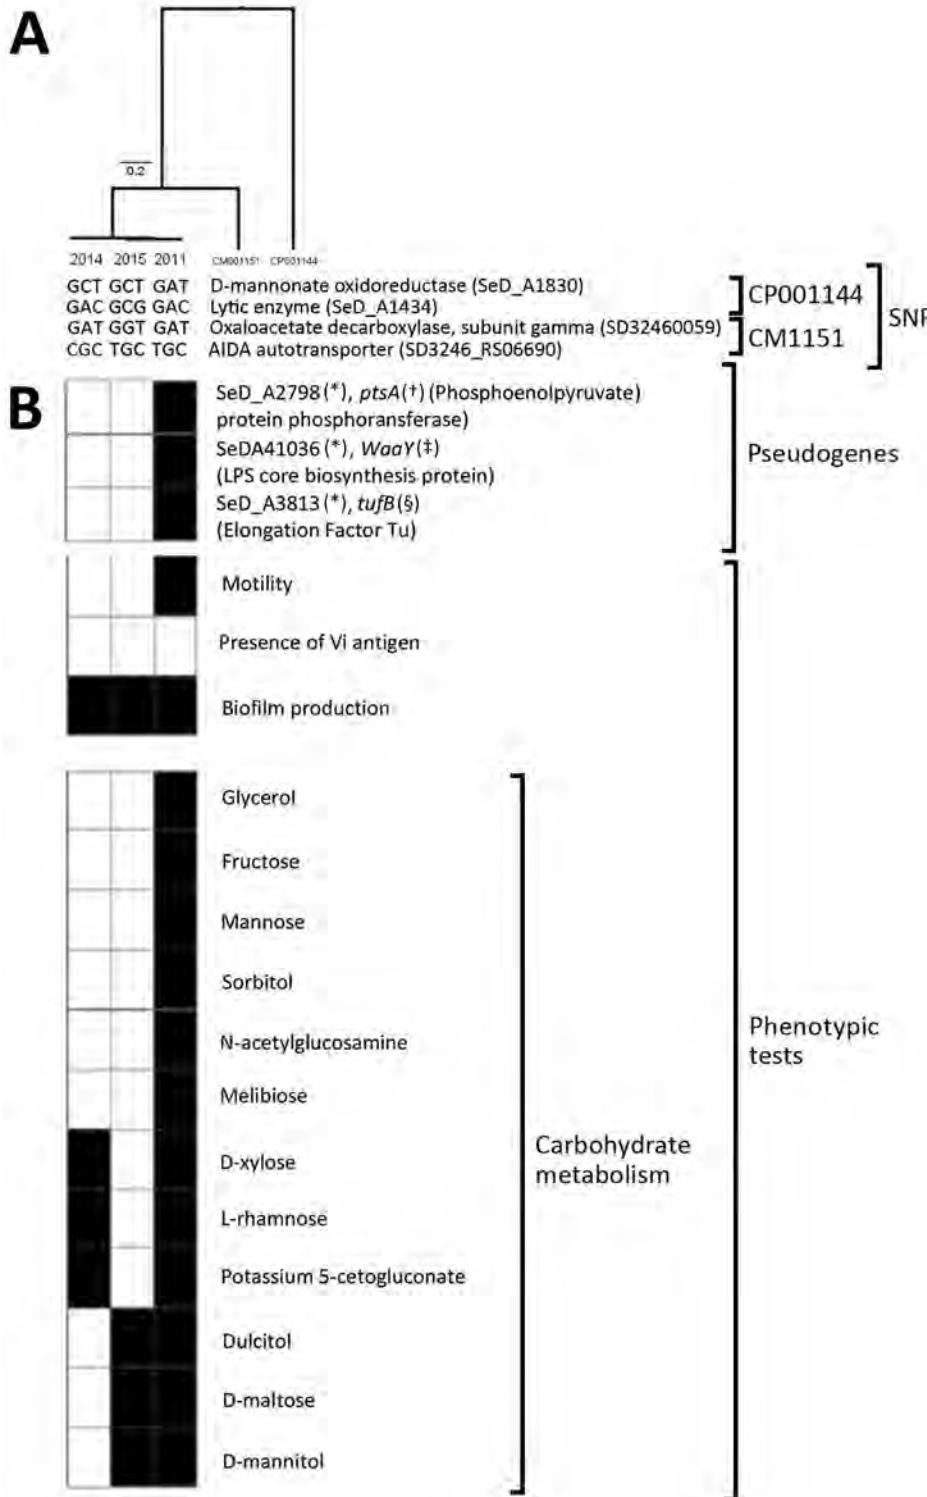 A
0.2
2014 2015 2011 CM001151 CP001144
GCT GCT GAT D-mannonate oxidoreductase (SeD_A1830)
GAC GCG GAC Lytic enzyme (SeD_A1434)
CP001144
GAT GGT GAT Oxaloacetate decarboxylase, subunit gamma (SD32460059)
CGC TGC TGC AIDA autotransporter (SD3246_RS06690)
CM1151
SNP
B
SeD_A2798(*), ptsA(†) (Phosphoenolpyruvate)
protein phosphoransferase)
SeDA41036(*), WaaY(‡)
(LPS core biosynthesis protein)
SeD_A3813(*), tufB(§)
(Elongation Factor Tu)
Pseudogenes
Motility
Presence of Vi antigen
Biofilm production
Glycerol
Fructose
Mannose
Sorbitol
N-acetylglucosamine
Melibiose
D-xylose
L-rhamnose
Potassium 5-cetogluconate
Dulcitol
D-maltose
D-mannitol
Carbohydrate
metabolism
Phenotypic
tests